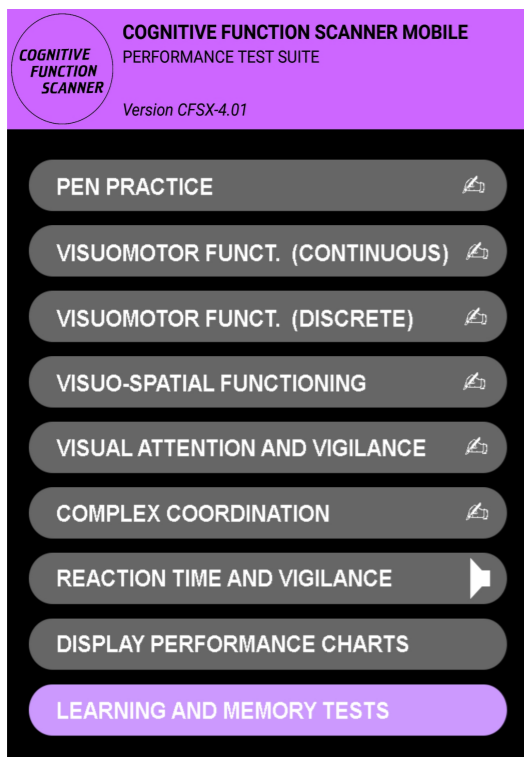 COGNITIVE
FUNCTION
SCANNER
COGNITIVE FUNCTION SCANNER MOBILE
PERFORMANCE TEST SUITE
Version CFSX-4.01
PEN PRACTICE
VISUOMOTOR FUNCT. (CONTINUOUS)
VISUOMOTOR FUNCT. (DISCRETE)
VISUO-SPATIAL FUNCTIONING
VISUAL ATTENTION AND VIGILANCE
COMPLEX COORDINATION
REACTION TIME AND VIGILANCE
DISPLAY PERFORMANCE CHARTS
LEARNING AND MEMORY TESTS